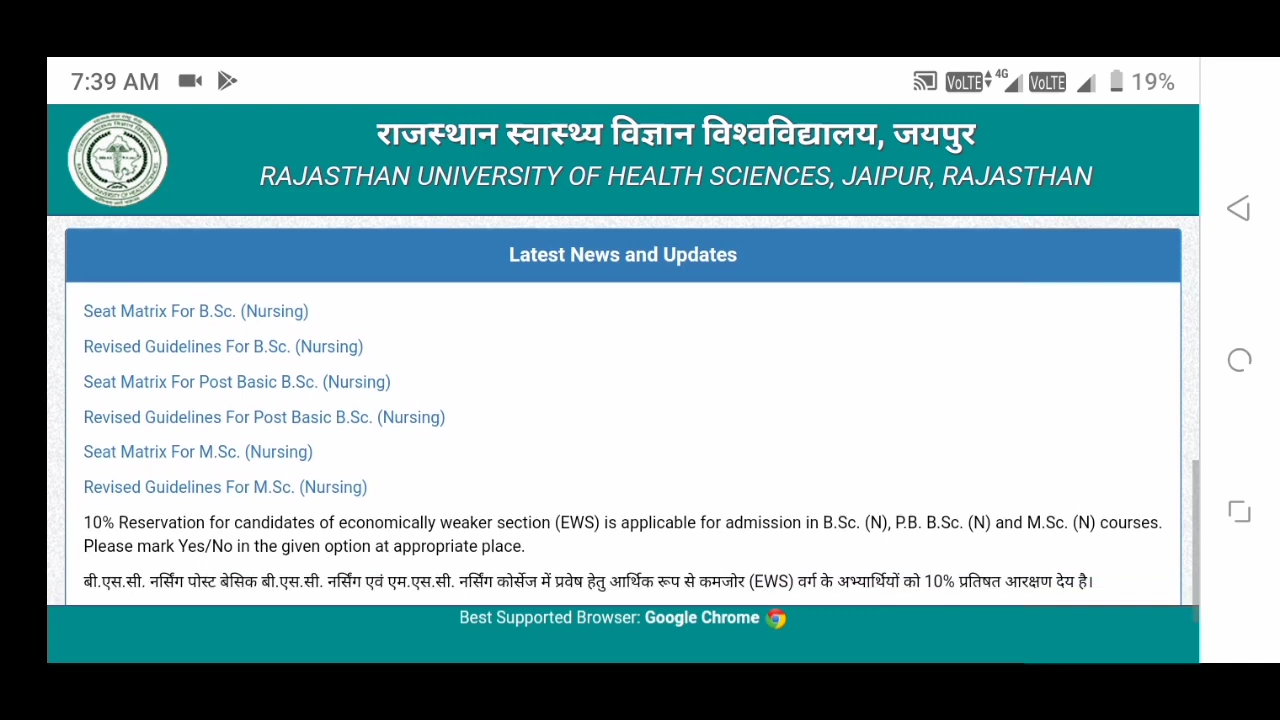 7:39 AM
VoLTE 4G VoLTE 19%
राजस्थान स्वास्थ्य विज्ञान विश्वविद्यालय, जयपुर
RAJASTHAN UNIVERSITY OF HEALTH SCIENCES, JAIPUR, RAJASTHAN
Latest News and Updates
Seat Matrix For B.Sc. (Nursing)
Revised Guidelines For B.Sc. (Nursing)
Seat Matrix For Post Basic B.Sc. (Nursing)
Revised Guidelines For Post Basic B.Sc. (Nursing)
Seat Matrix For M.Sc. (Nursing)
Revised Guidelines For M.Sc. (Nursing)
10% Reservation for candidates of economically weaker section (EWS) is applicable for admission in B.Sc. (N), P.B. B.Sc. (N) and M.Sc. (N) courses.
Please mark Yes/No in the given option at appropriate place.
बी.एस.सी. नर्सिंग पोस्ट बेसिक बी.एस.सी. नर्सिंग एवं एम.एस.सी. नर्सिंग कोर्सेज में प्रवेष हेतु आर्थिक रूप से कमजोर (EWS) वर्ग के अभ्यार्थियों को 10% प्रतिषत आरक्षण देय है।
Best Supported Browser: Google Chrome